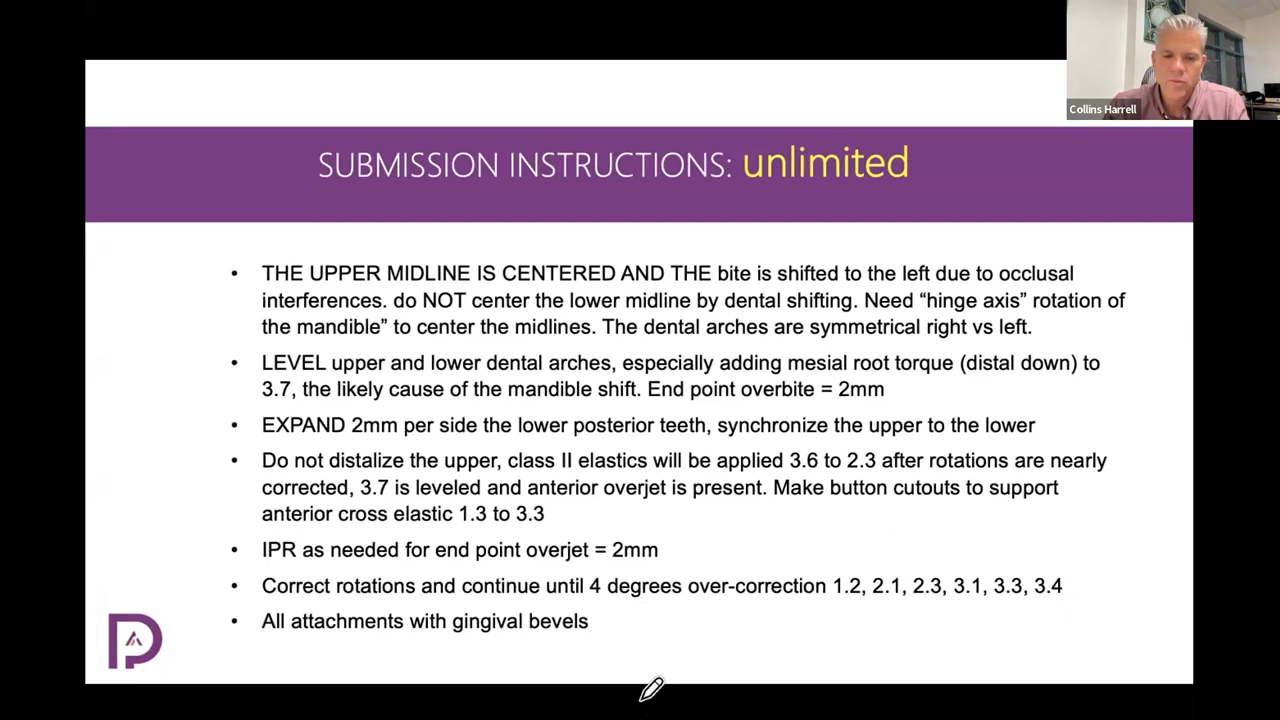 Collins Harrell
SUBMISSION INSTRUCTIONS: unlimited
• THE UPPER MIDLINE IS CENTERED AND THE bite is shifted to the left due to occlusal
interferences. do NOT center the lower midline by dental shifting. Need “hinge axis” rotation of
the mandible” to center the midlines. The dental arches are symmetrical right vs left.
• LEVEL upper and lower dental arches, especially adding mesial root torque (distal down) to
3.7, the likely cause of the mandible shift. End point overbite = 2mm
• EXPAND 2mm per side the lower posterior teeth, synchronize the upper to the lower
• Do not distalize the upper, class II elastics will be applied 3.6 to 2.3 after rotations are nearly
corrected, 3.7 is leveled and anterior overjet is present. Make button cutouts to support
anterior cross elastic 1.3 to 3.3
• IPR as needed for end point overjet = 2mm
• Correct rotations and continue until 4 degrees over-correction 1.2, 2.1, 2.3, 3.1, 3.3, 3.4
• All attachments with gingival bevels